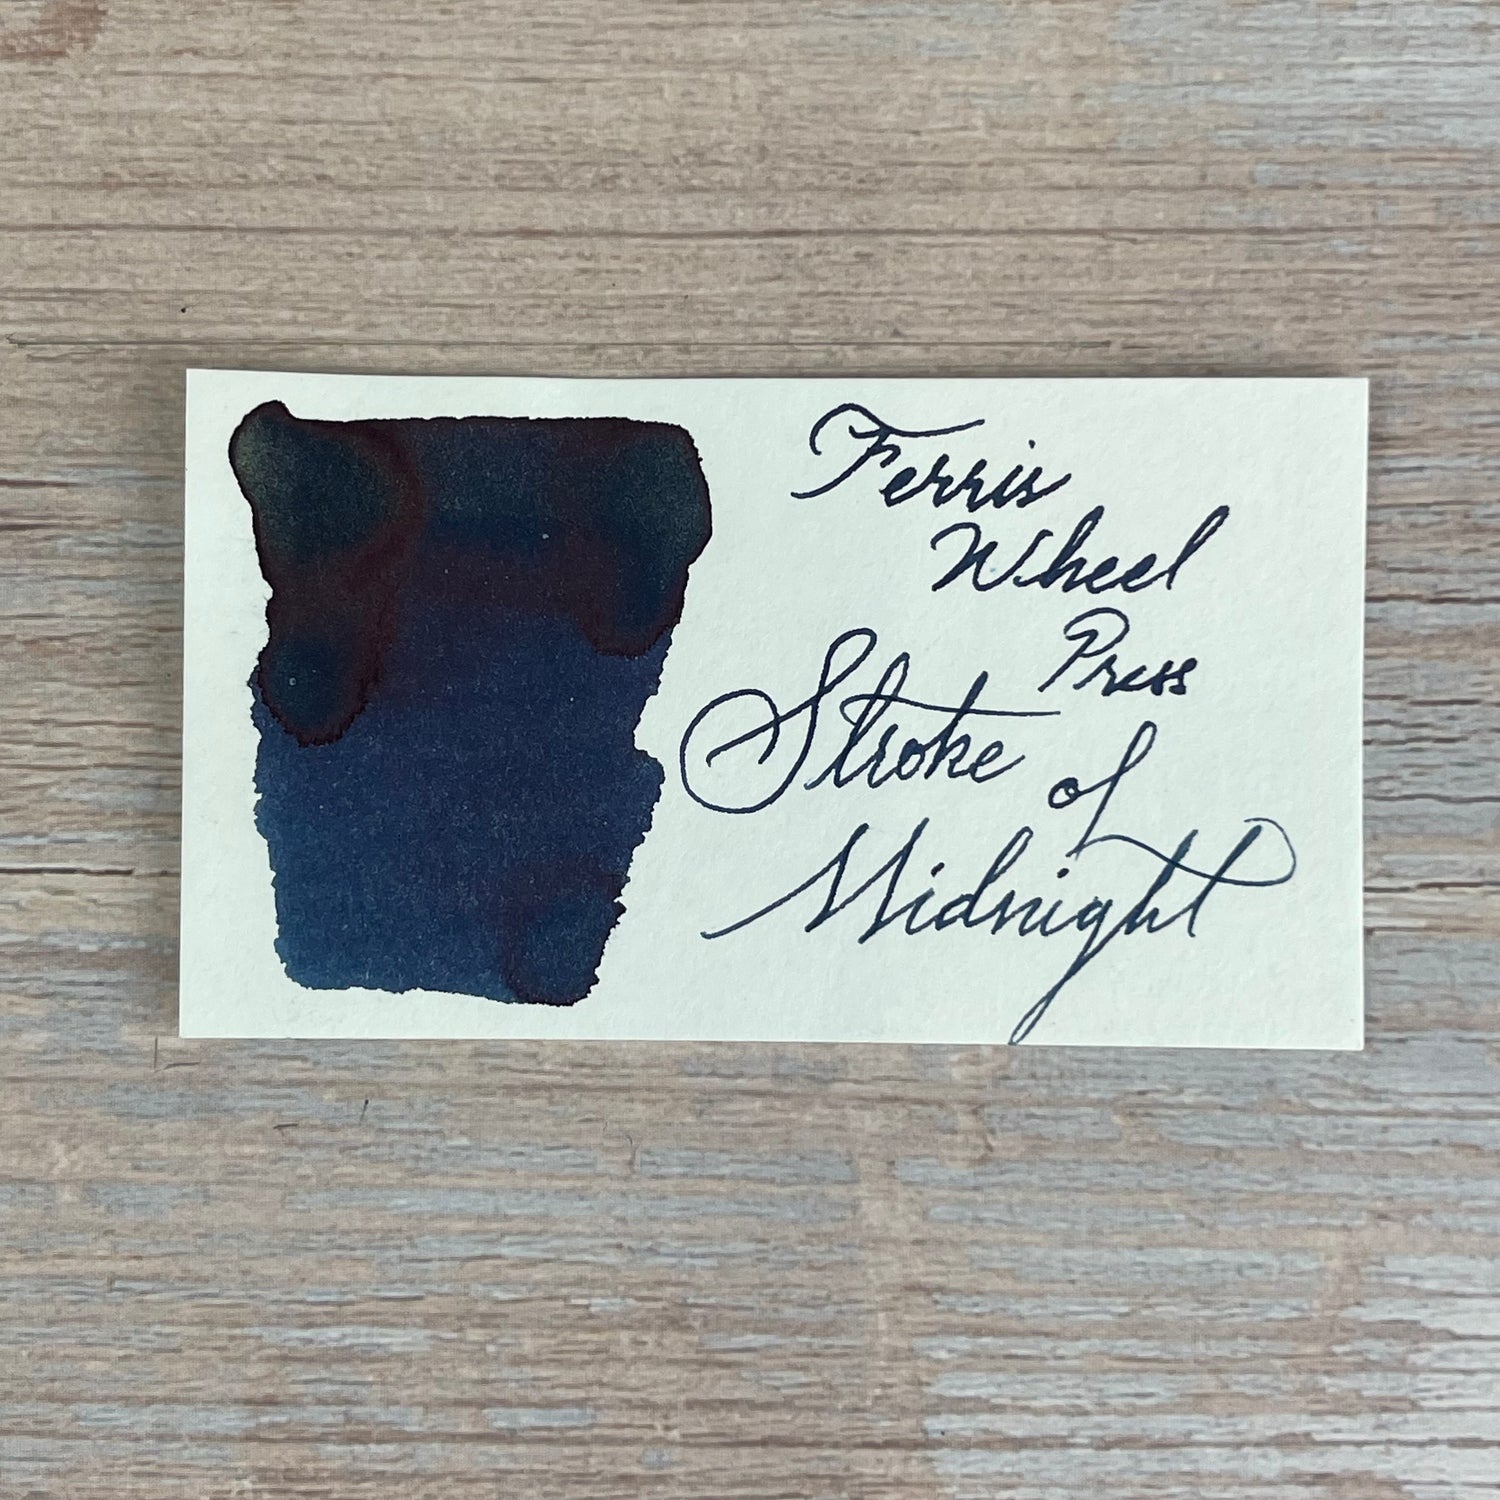 Ferris
Wheel
Press
Stroke
of
Midnight